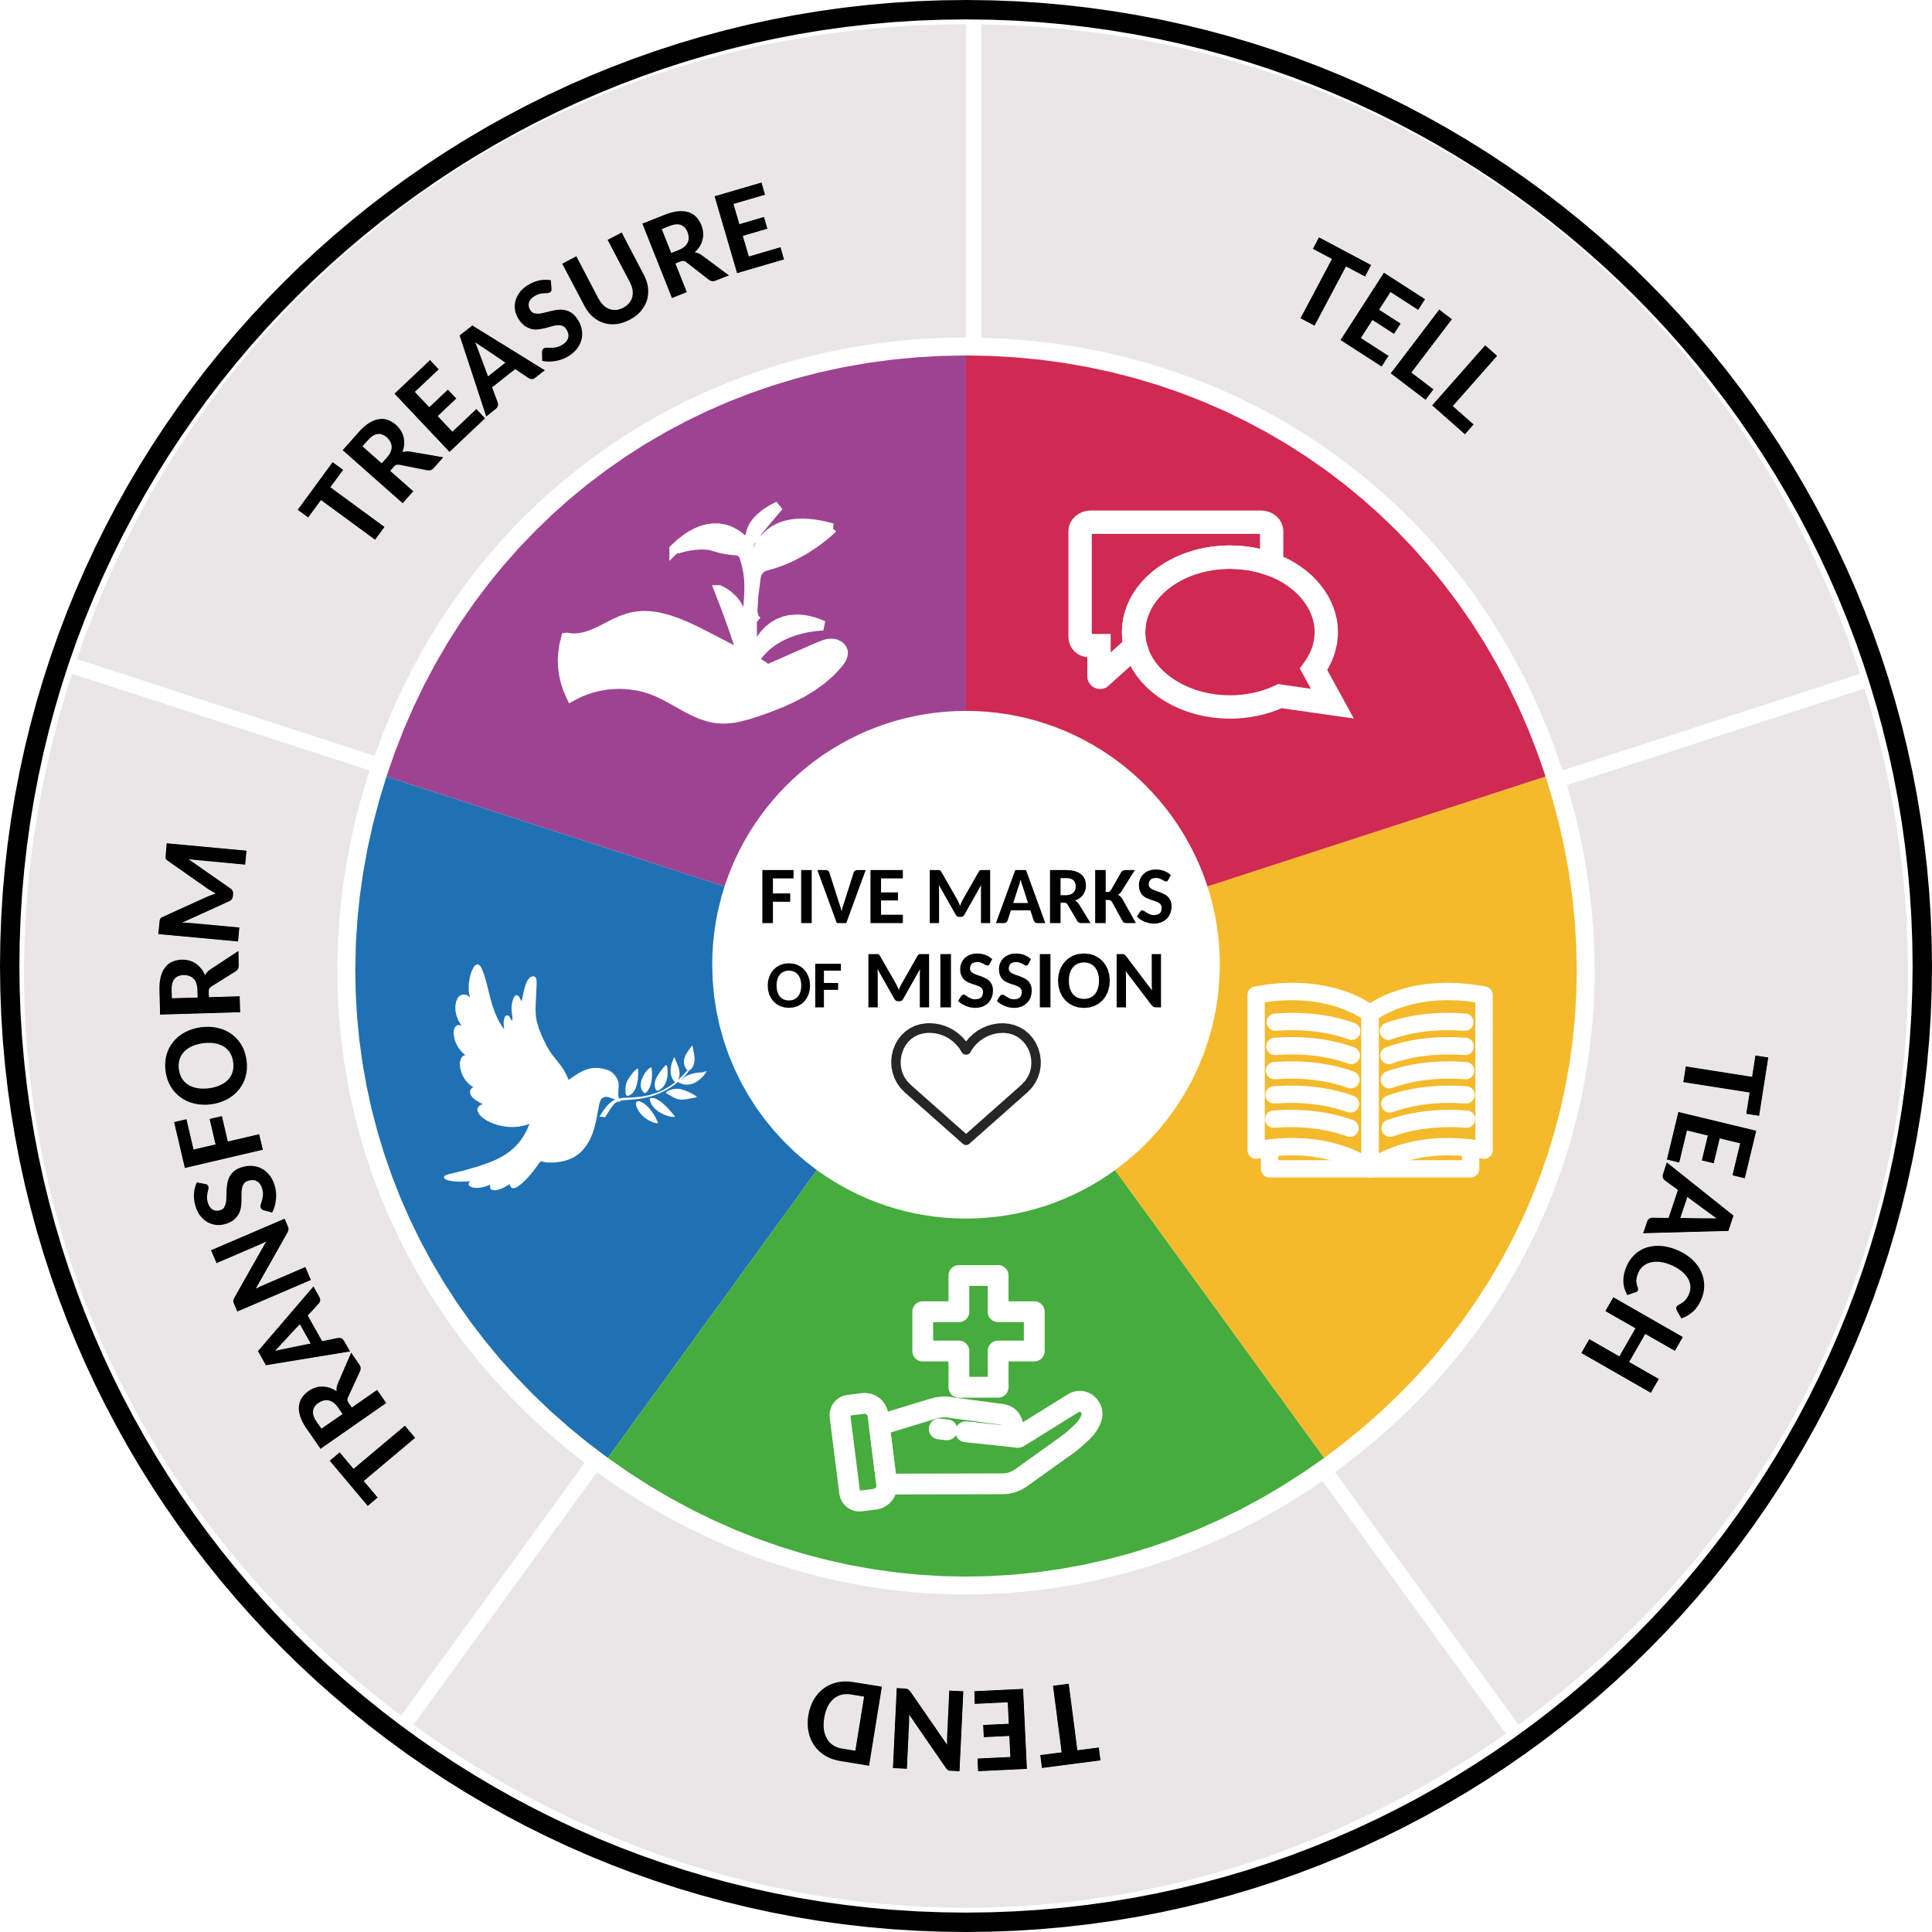 TELL
TEACH
TEND
TRANSFORM
TREASURE
FIVE MARKS
OF MISSION